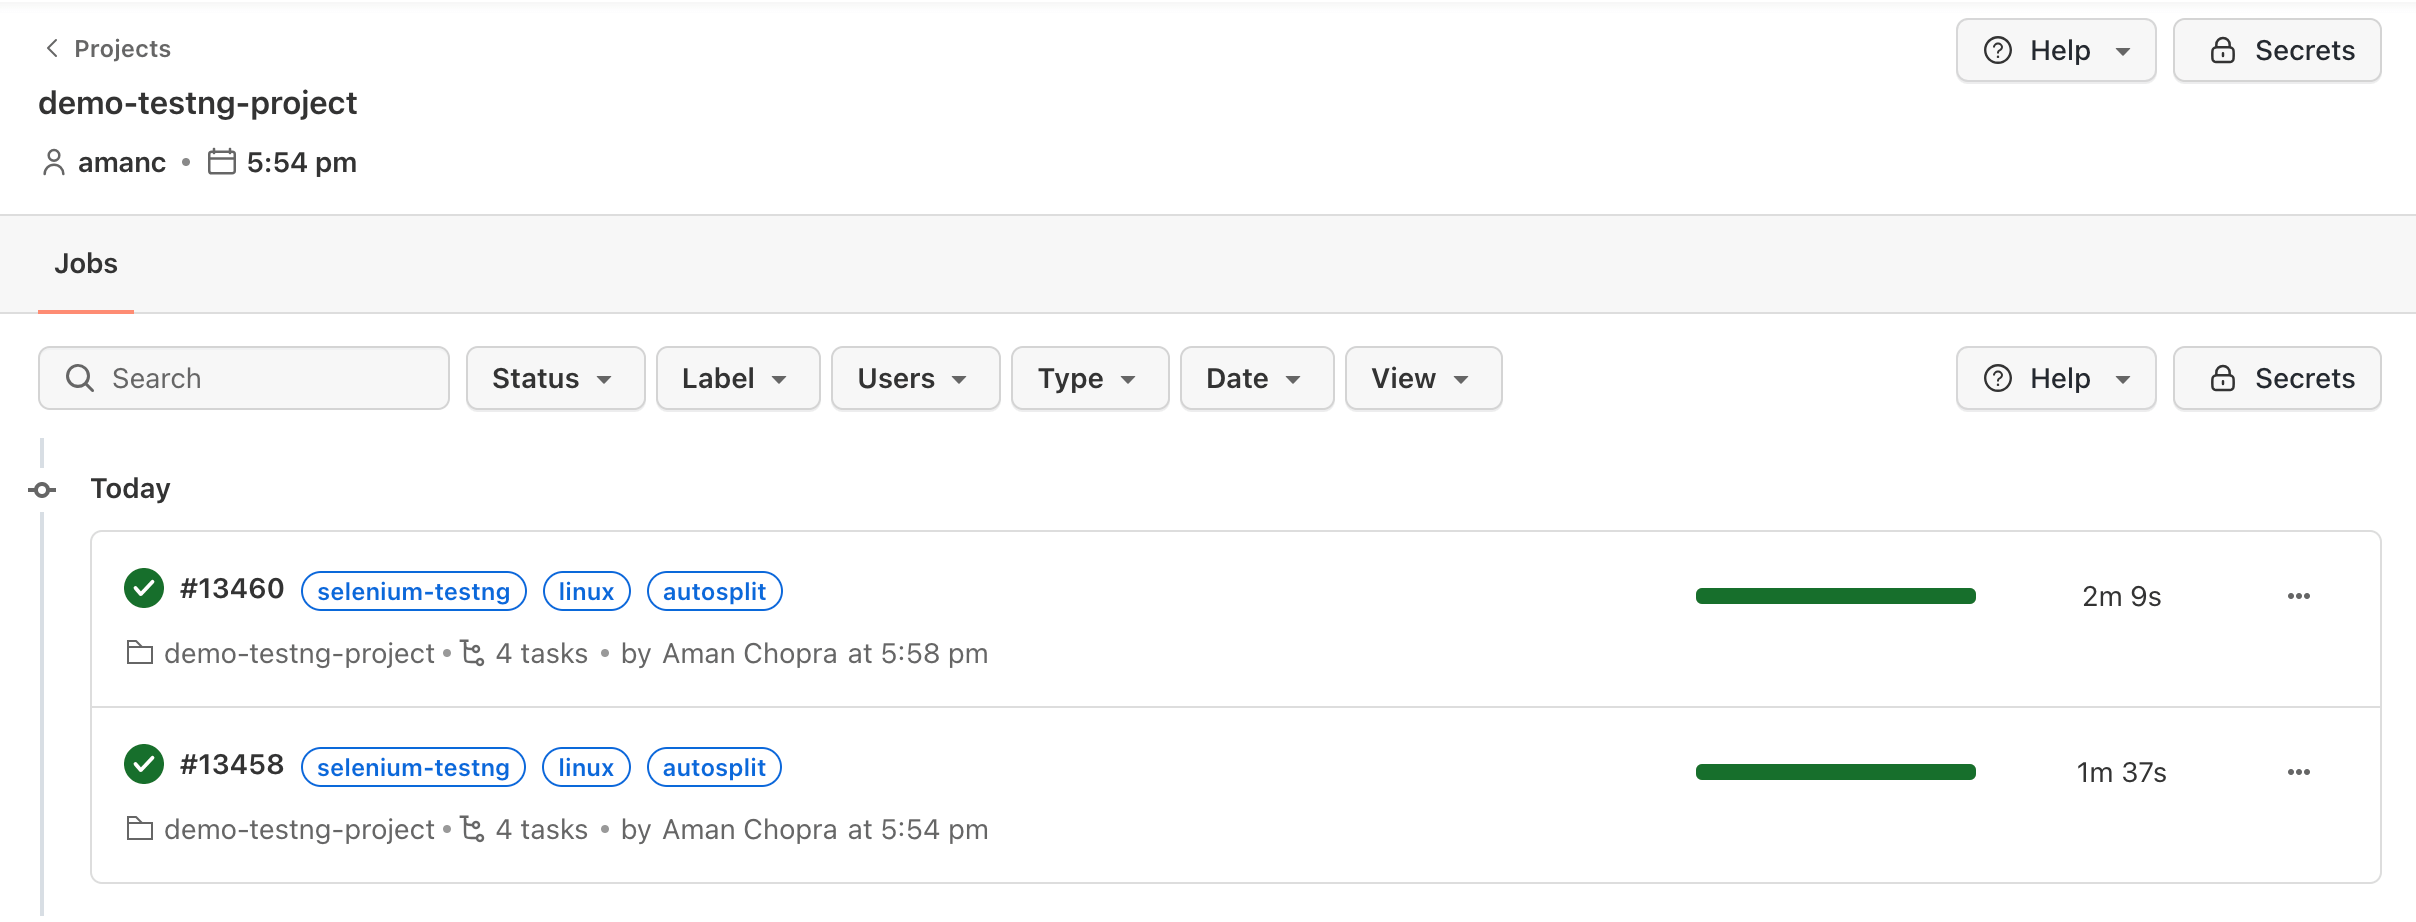 Projects
Help Secrets
demo-testng-project
amanc • 5:54 pm
Jobs
Search Status Label Users Type Date View Help Secrets
Today
#13460 selenium-testng linux autosplit 2m 9s ...
demo-testng-project • 4 tasks • by Aman Chopra at 5:58 pm
#13458 selenium-testng linux autosplit 1m 37s ...
demo-testng-project • 4 tasks • by Aman Chopra at 5:54 pm